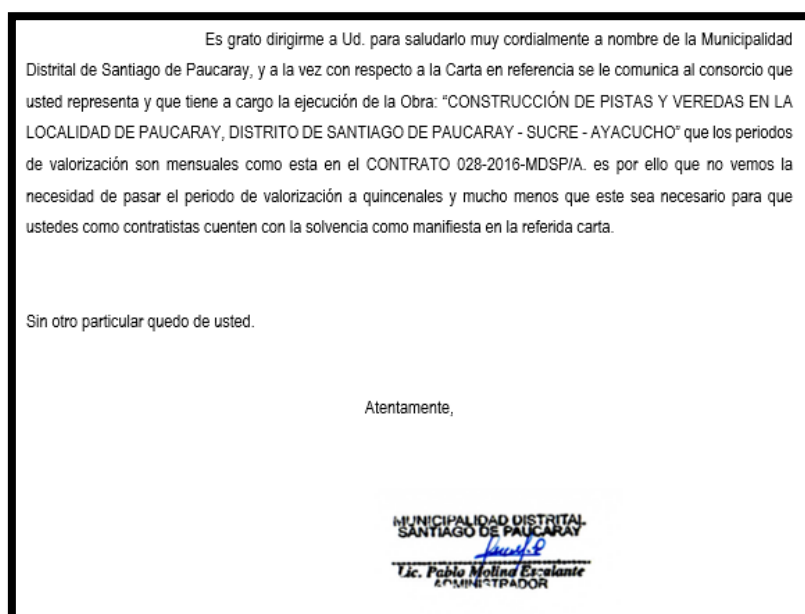 Es grato dirigirme a Ud. para saludarlo muy cordialmente a nombre de la Municipalidad
Distrital de Santiago de Paucaray, y a la vez con respecto a la Carta en referencia se le comunica al consorcio que
usted representa y que tiene a cargo la ejecución de la Obra: “CONSTRUCCIÓN DE PISTAS Y VEREDAS EN LA
LOCALIDAD DE PAUCARAY, DISTRITO DE SANTIAGO DE PAUCARAY - SUCRE - AYACUCHO” que los periodos
de valorización son mensuales como esta en el CONTRATO 028-2016-MDSP/A. es por ello que no vemos la
necesidad de pasar el periodo de valorización a quincenales y mucho menos que este sea necesario para que
ustedes como contratistas cuenten con la solvencia como manifiesta en la referida carta.
Sin otro particular quedo de usted.
Atentamente,
MUNICIPALIDAD DISTRITAL
SANTIAGO DE PAUCARAY
Lic. Pablo Molina Escalante
ADMINISTRADOR